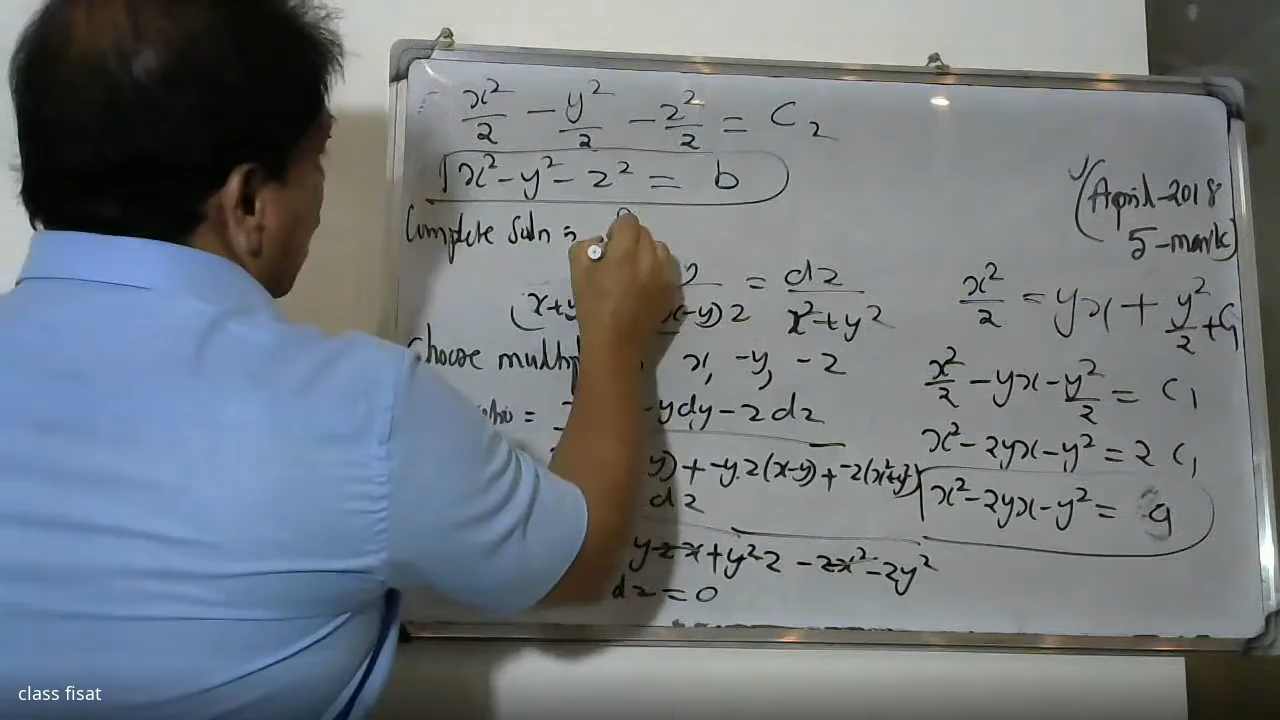 x²/2 - y²/2 - z²/2 = C₂
x² - y² - z² = b
Complete Soln =
(x+y = (x-y)z = dz/x²+y²
Choose multip x, -y, -z
= -ydy - zdz
y) + -y.z(x-y) + -z(x²+y²)
dz
yzx + y²z - zx² - zy²
dz = 0
(April-2018
5-mark)
x²/2 = yx + y²/2 + C₁
x²/2 - yx - y²/2 = C₁
x² - 2yx - y² = 2C₁
x² - 2yx - y² = a
class fisat